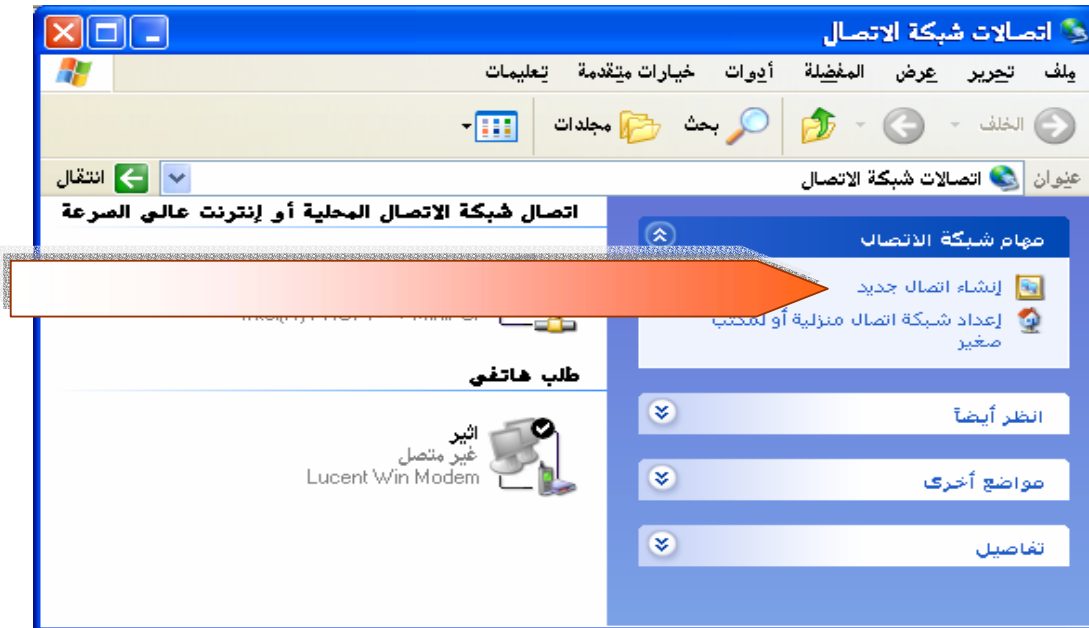 اتصالات شبكة الاتصال
ملف تحرير عرض المفضلة أدوات خيارات متقدمة تعليمات
الخلف بحث مجلدات
عنوان اتصالات شبكة الاتصال انتقال
مهام شبكة الاتصال
إنشاء اتصال جديد
إعداد شبكة اتصال منزلية أو لمكتب
صغير
انظر أيضاً
مواضع أخرى
تفاصيل
اتصال شبكة الاتصال المحلية أو إنترنت عالي السرعة
طلب هاتفي
اثير
غير متصل
Lucent Win Modem